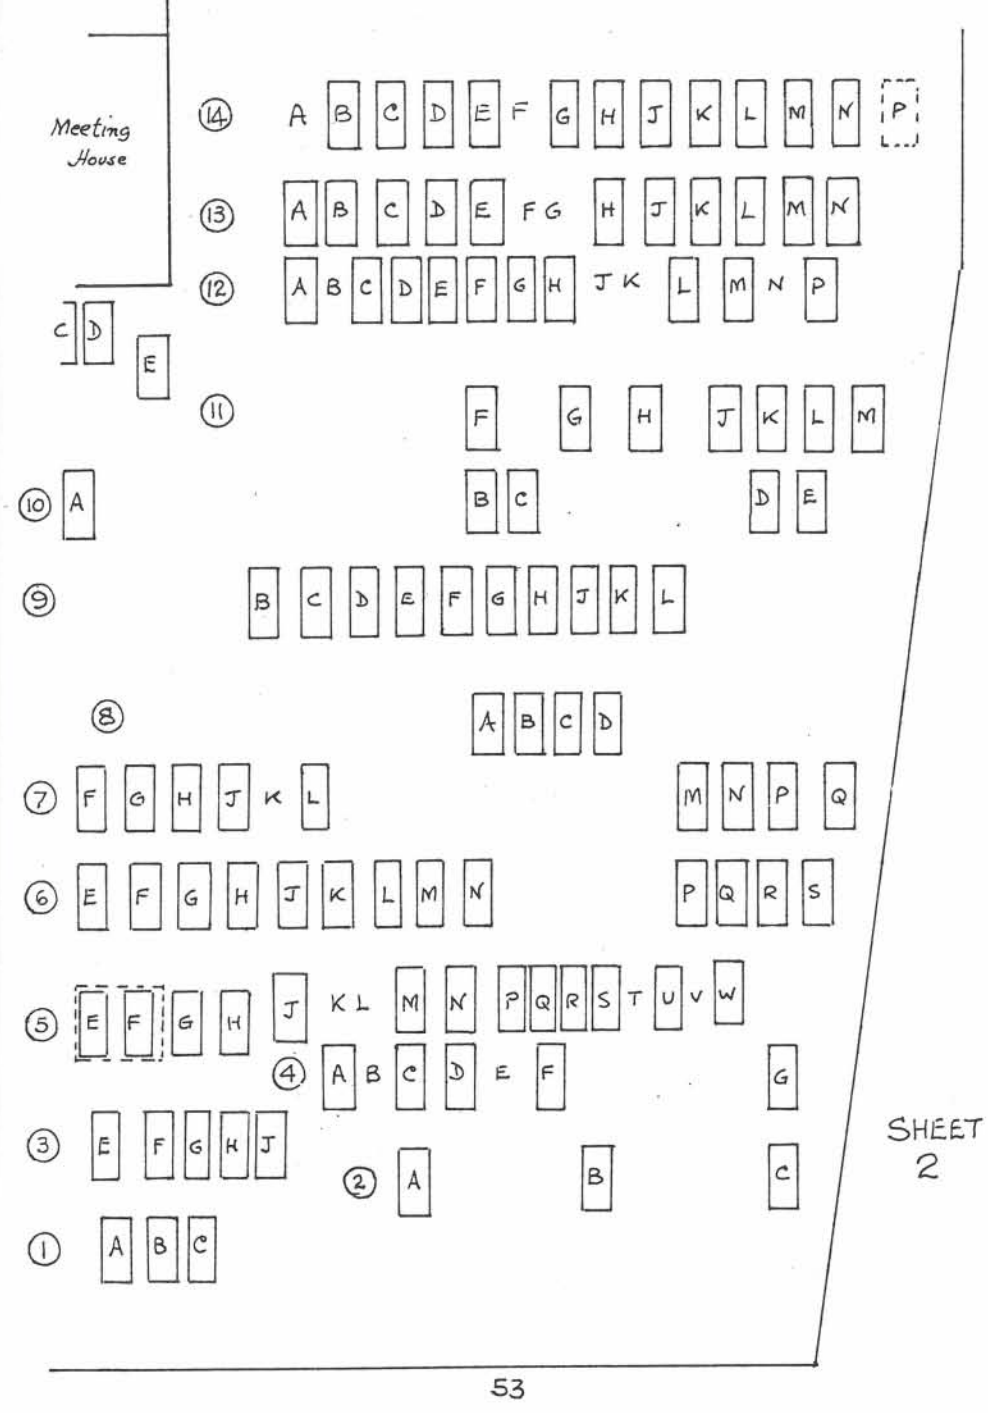 Meeting
House
14 A B C D E F G H J K L M N P
13 A B C D E F G H J K L M N
12 A B C D E F G H J K L M N P
C D
E
11 F G H J K L M
10 A B C D E
9 B C D E F G H J K L
8 A B C D
7 F G H J K L M N P Q
6 E F G H J K L M N P Q R S
5 E F G H J K L M N P Q R S T U V W
4 A B C D E F G
3 E F G H J
2 A B C
1 A B C
SHEET
2
53